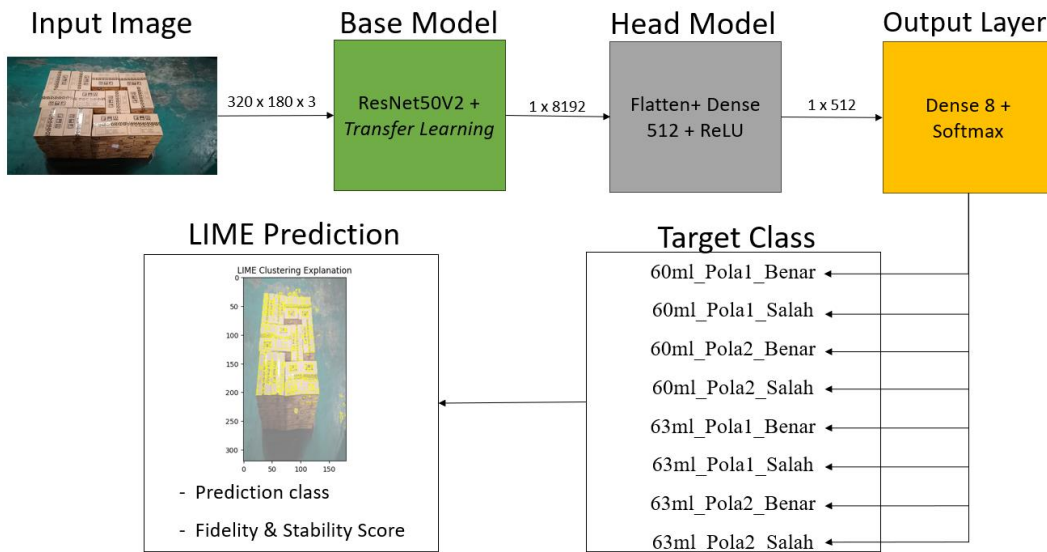 Input Image
Base Model
Head Model
Output Layer
320 x 180 x 3
ResNet50V2 +
Transfer Learning
1 x 8192
Flatten+ Dense
512 + ReLU
1 x 512
Dense 8 +
Softmax
LIME Prediction
Target Class
LIME Clustering Explanation
0
50
100
150
200
250
300
0 50 100 150
- Prediction class
- Fidelity & Stability Score
60ml_Pola1_Benar
60ml_Pola1_Salah
60ml_Pola2_Benar
60ml_Pola2_Salah
63ml_Pola1_Benar
63ml_Pola1_Salah
63ml_Pola2_Benar
63ml_Pola2_Salah